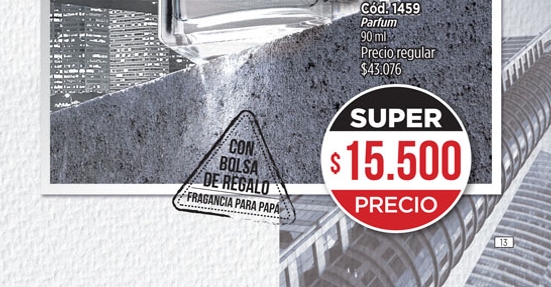 Cód. 1459
Parfum
90 ml
Precio regular
$43.076
SUPER
$15.500
PRECIO
CON
BOLSA
DE REGALO
FRAGANCIA PARA PAPÁ
13